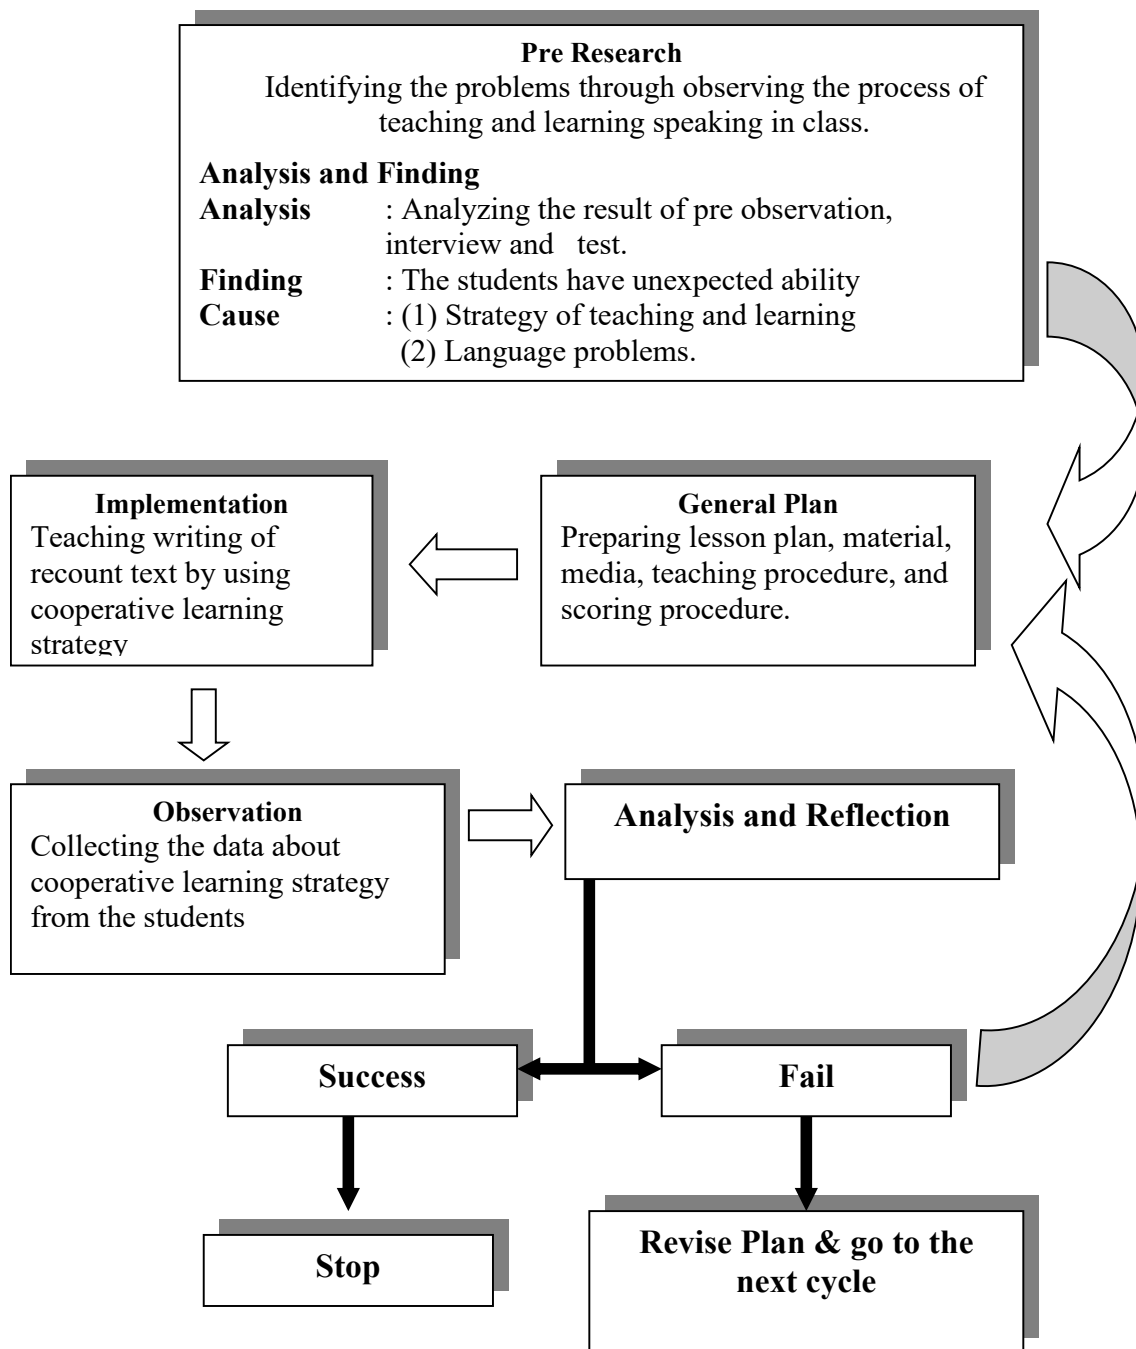 Pre Research
Identifying the problems through observing the process of
teaching and learning speaking in class.
Analysis and Finding
Analysis : Analyzing the result of pre observation,
interview and test.
Finding : The students have unexpected ability
Cause : (1) Strategy of teaching and learning
(2) Language problems.
General Plan
Preparing lesson plan, material,
media, teaching procedure, and
scoring procedure.
Implementation
Teaching writing of
recount text by using
cooperative learning
strategy
Observation
Collecting the data about
cooperative learning strategy
from the students
Analysis and Reflection
Success
Fail
Stop
Revise Plan & go to the
next cycle